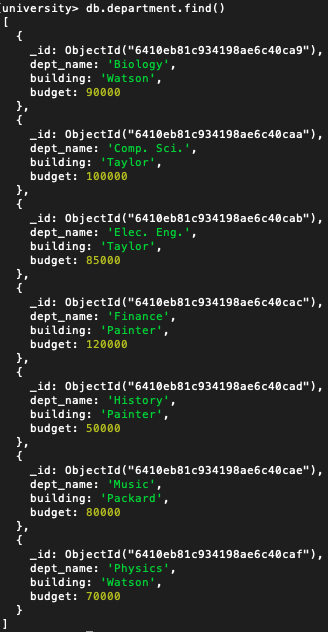 university> db.department.find()
[
  {
    _id: ObjectId("6410eb81c934198ae6c40ca9"),
    dept_name: 'Biology',
    building: 'Watson',
    budget: 90000
  },
  {
    _id: ObjectId("6410eb81c934198ae6c40caa"),
    dept_name: 'Comp. Sci.',
    building: 'Taylor',
    budget: 100000
  },
  {
    _id: ObjectId("6410eb81c934198ae6c40cab"),
    dept_name: 'Elec. Eng.',
    building: 'Taylor',
    budget: 85000
  },
  {
    _id: ObjectId("6410eb81c934198ae6c40cac"),
    dept_name: 'Finance',
    building: 'Painter',
    budget: 120000
  },
  {
    _id: ObjectId("6410eb81c934198ae6c40cad"),
    dept_name: 'History',
    building: 'Painter',
    budget: 50000
  },
  {
    _id: ObjectId("6410eb81c934198ae6c40cae"),
    dept_name: 'Music',
    building: 'Packard',
    budget: 80000
  },
  {
    _id: ObjectId("6410eb81c934198ae6c40caf"),
    dept_name: 'Physics',
    building: 'Watson',
    budget: 70000
  }
]